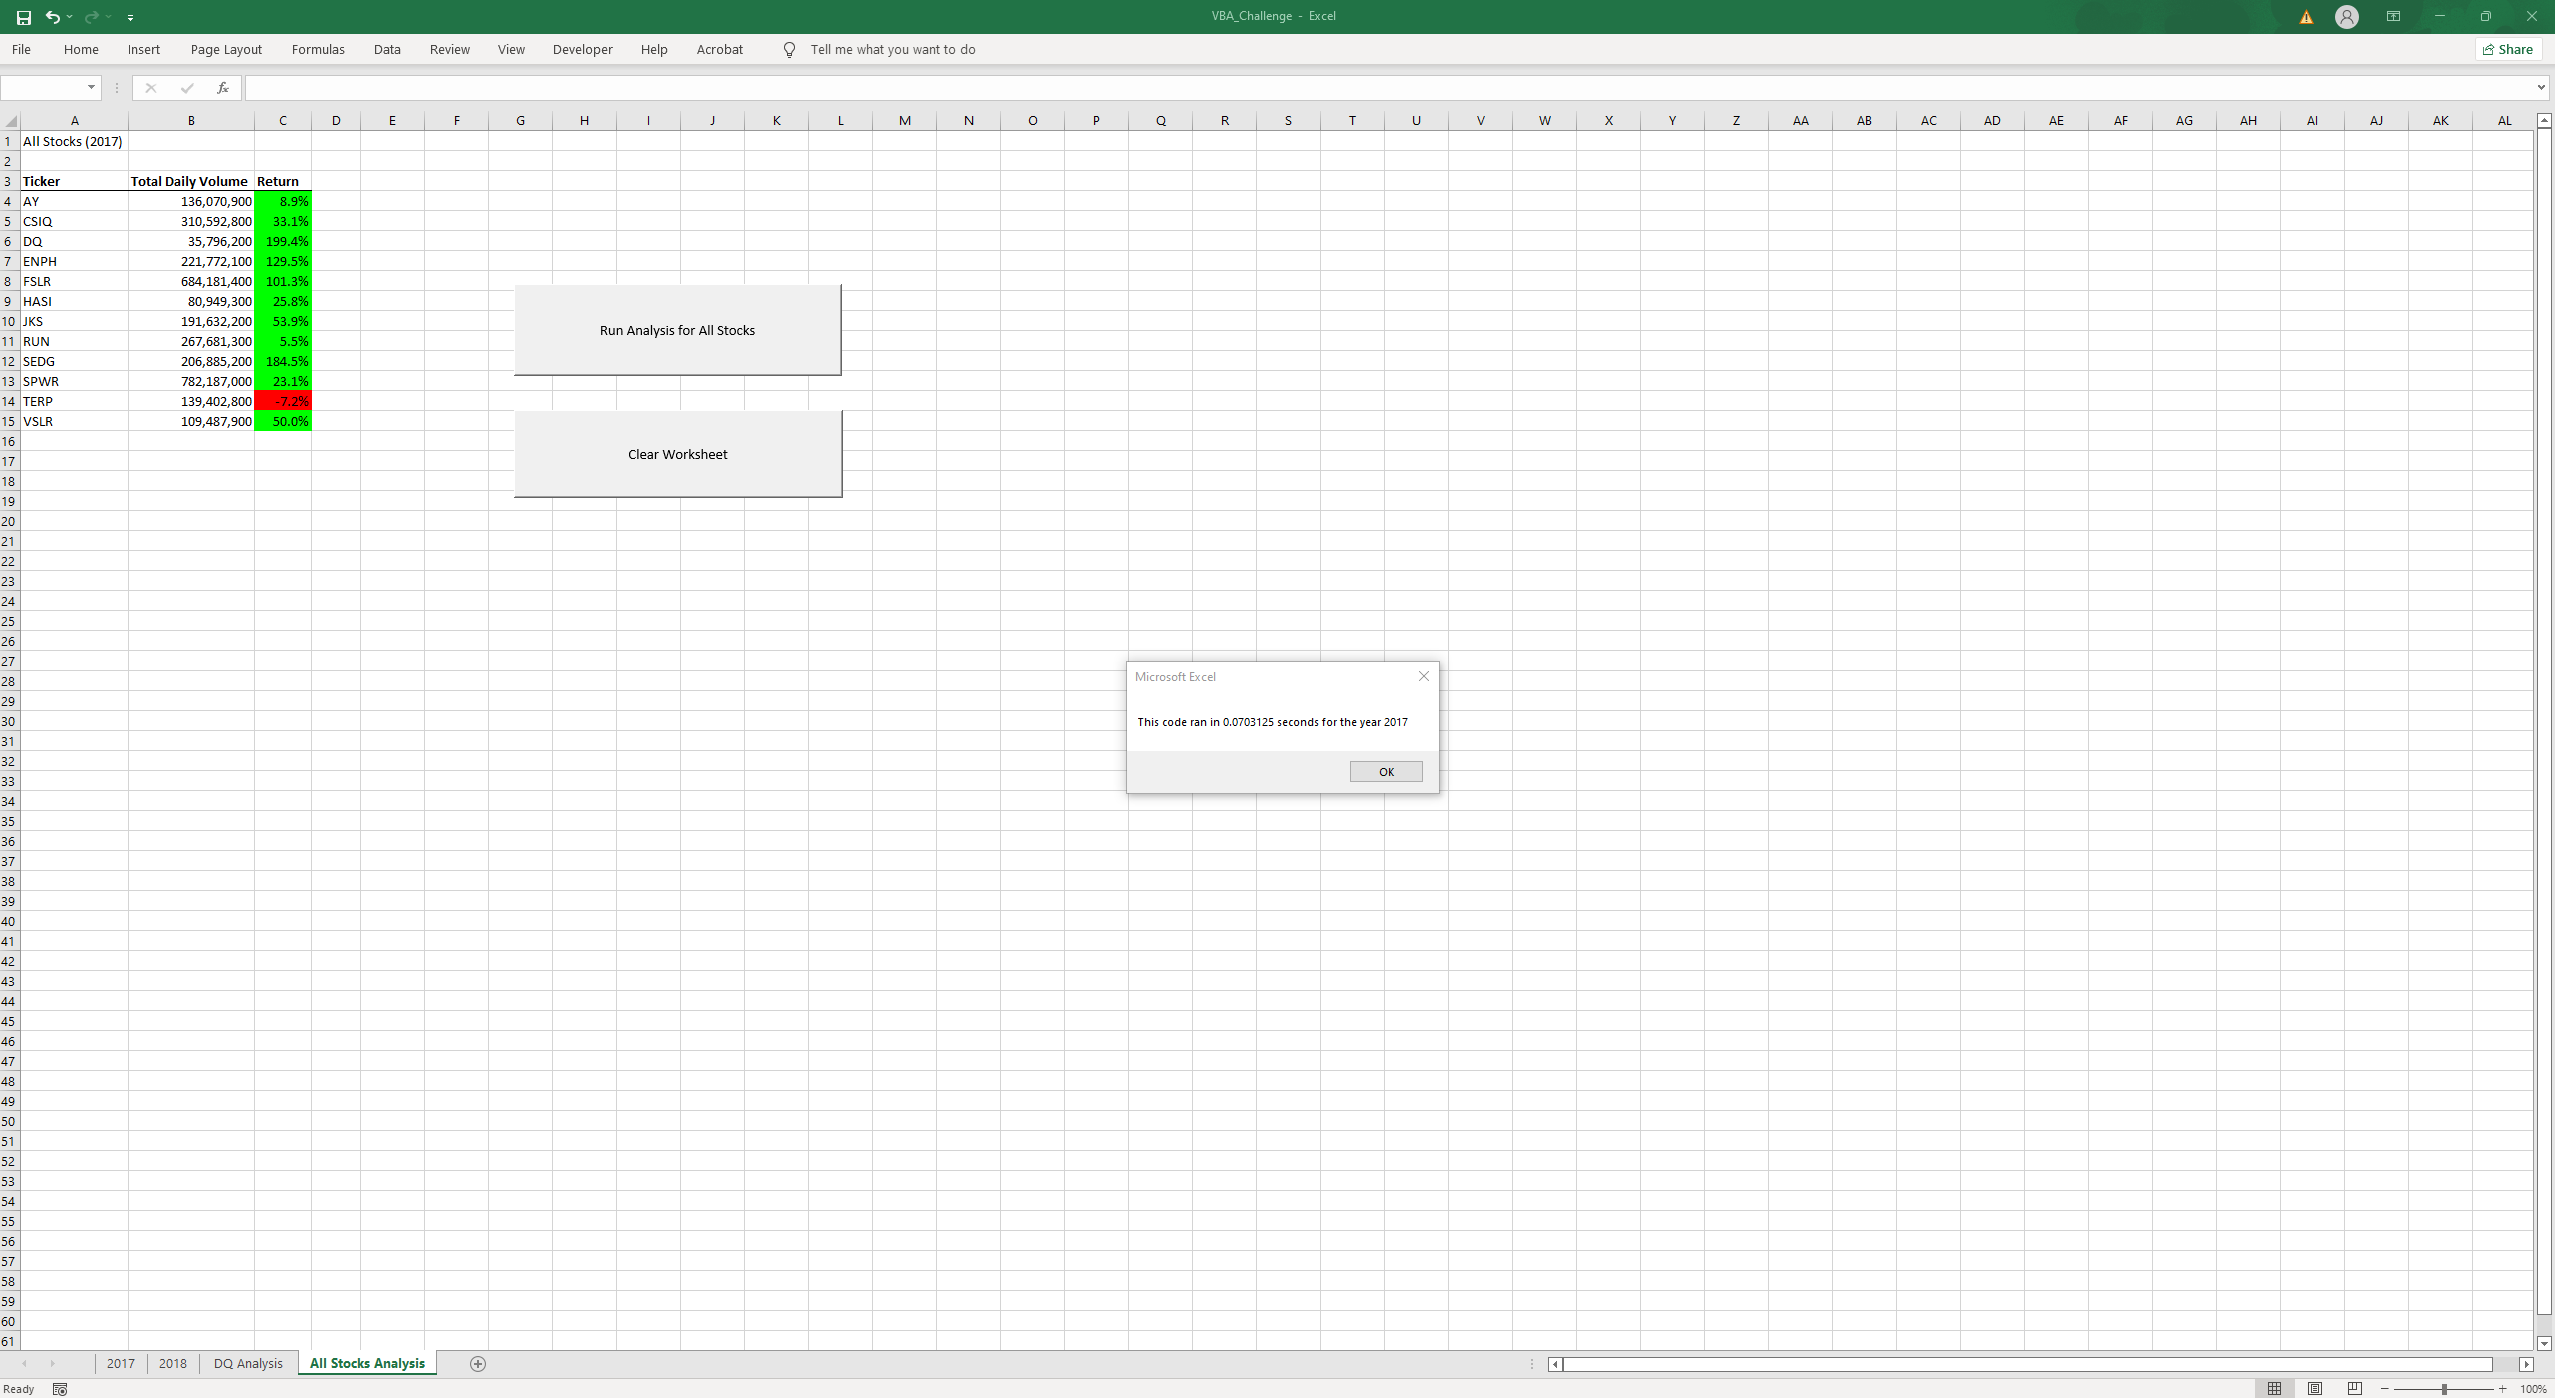 VBA_Challenge - Excel
File Home Insert Page Layout Formulas Data Review View Developer Help Acrobat Tell me what you want to do Share
fx
A B C D E F G H I J K L M N O P Q R S T U V W X Y Z AA AB AC AD AE AF AG AH AI AJ AK AL
1 All Stocks (2017)
2
3 Ticker Total Daily Volume Return
4 AY 136,070,900 8.9%
5 CSIQ 310,592,800 33.1%
6 DQ 35,796,200 199.4%
7 ENPH 221,772,100 129.5%
8 FSLR 684,181,400 101.3%
9 HASI 80,949,300 25.8%
10 JKS 191,632,200 53.9%
11 RUN 267,681,300 5.5%
12 SEDG 206,885,200 184.5%
13 SPWR 782,187,000 23.1%
14 TERP 139,402,800 -7.2%
15 VSLR 109,487,900 50.0%
Run Analysis for All Stocks
Clear Worksheet
16
17
18
19
20
21
22
23
24
25
26
27
28
29
30
31
32
33
34
35
36
37
38
39
40
41
42
43
44
45
46
47
48
49
50
51
52
53
54
55
56
57
58
59
60
61
Microsoft Excel
This code ran in 0.0703125 seconds for the year 2017
OK
2017 2018 DQ Analysis All Stocks Analysis
Ready 100%